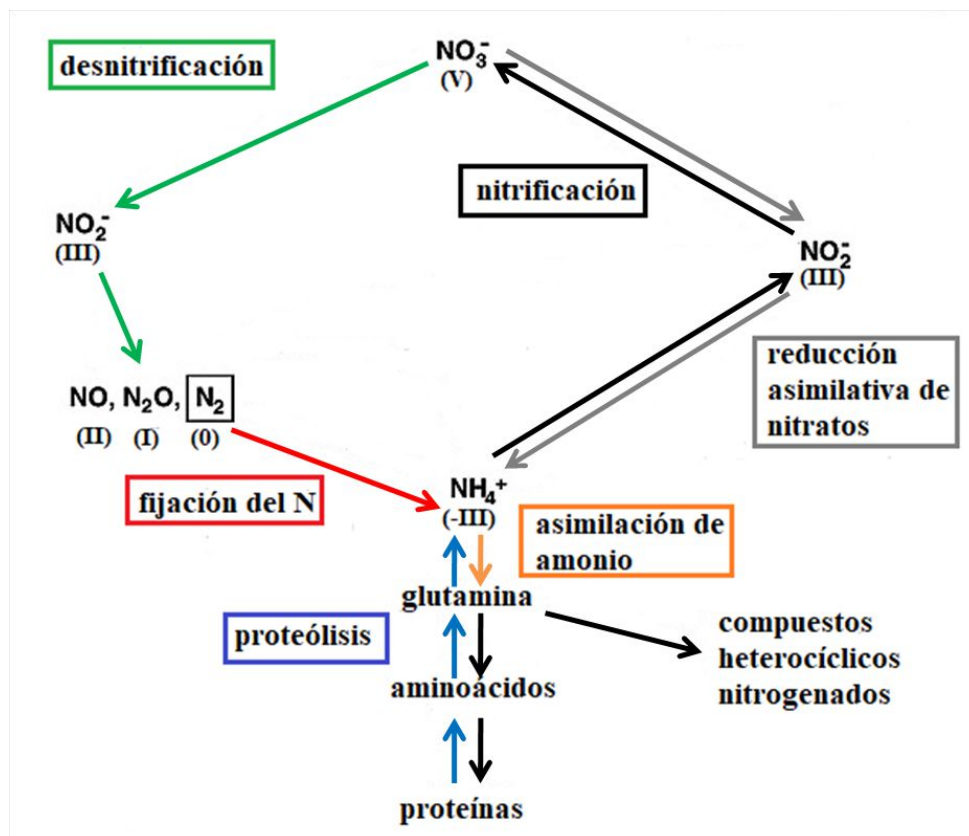 desnitrificación
NO₃⁻
(V)
nitrificación
NO₂⁻
(III)
NO₂⁻
(III)
reducción
asimilativa de
nitratos
NO, N₂O, N₂
(II) (I) (0)
fijación del N
NH₄⁺
(-III)
asimilación de
amonio
glutamina
proteólisis
compuestos
heterocíclicos
nitrogenados
aminoácidos
proteínas